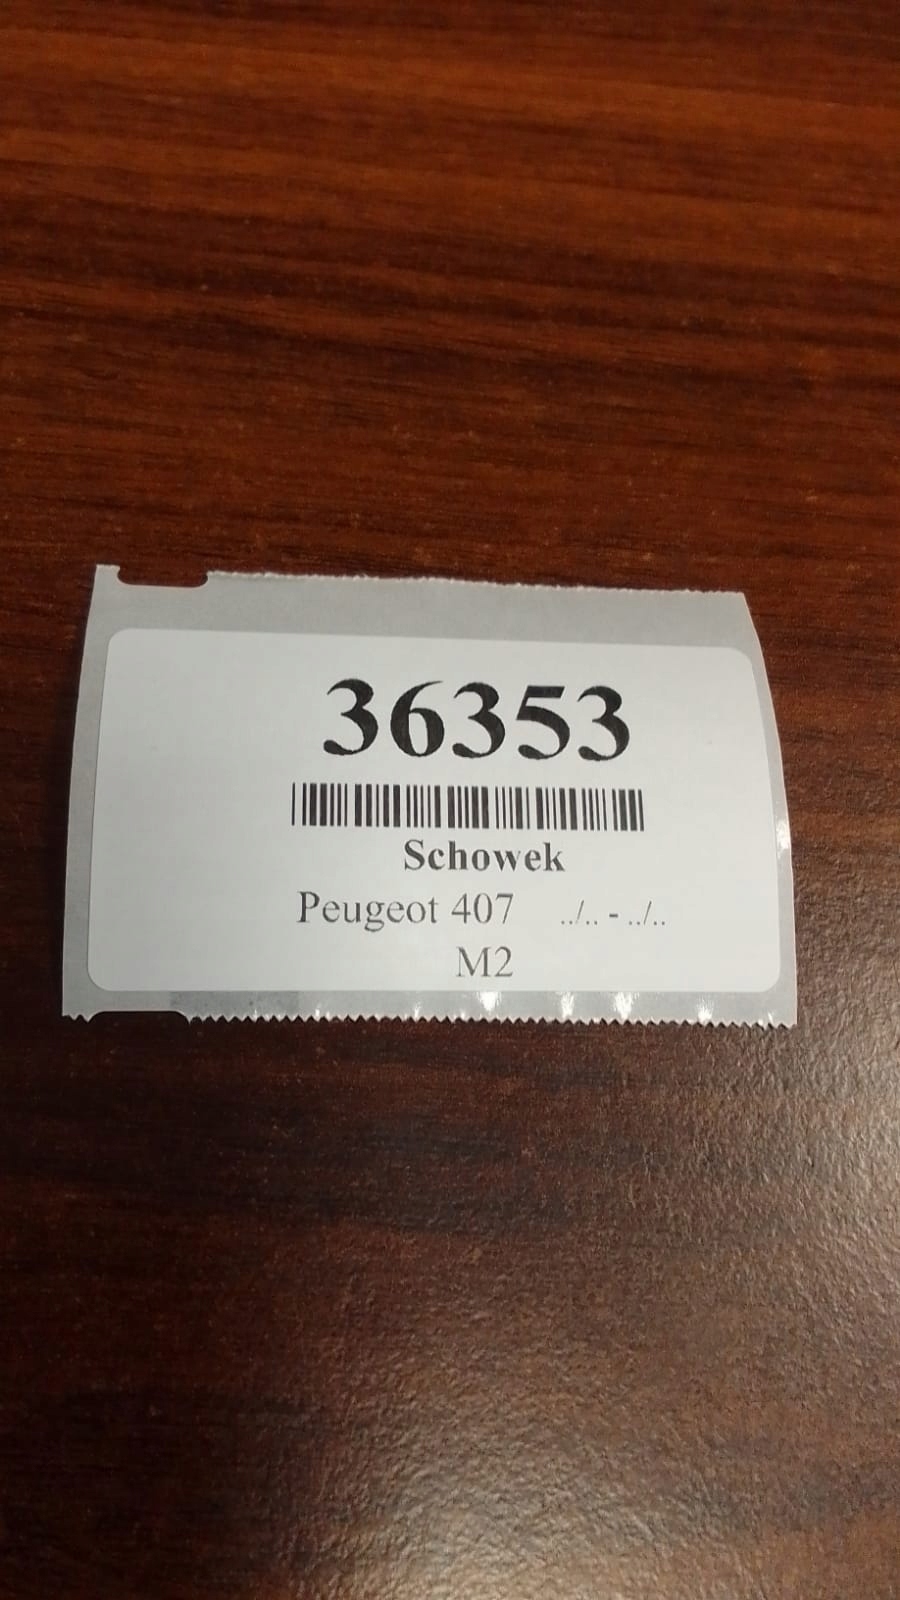 36353
Schowek
Peugeot 407 ../.. - ../..
M2